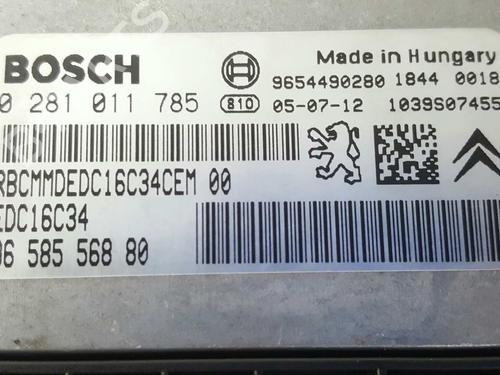 BOSCH
Made in Hungary
9654490280 1844 0018
0 281 011 785 810 05-07-12 1039S07455
RBCMMDEDC16C34CEM 00
EDC16C34
96 585 568 80